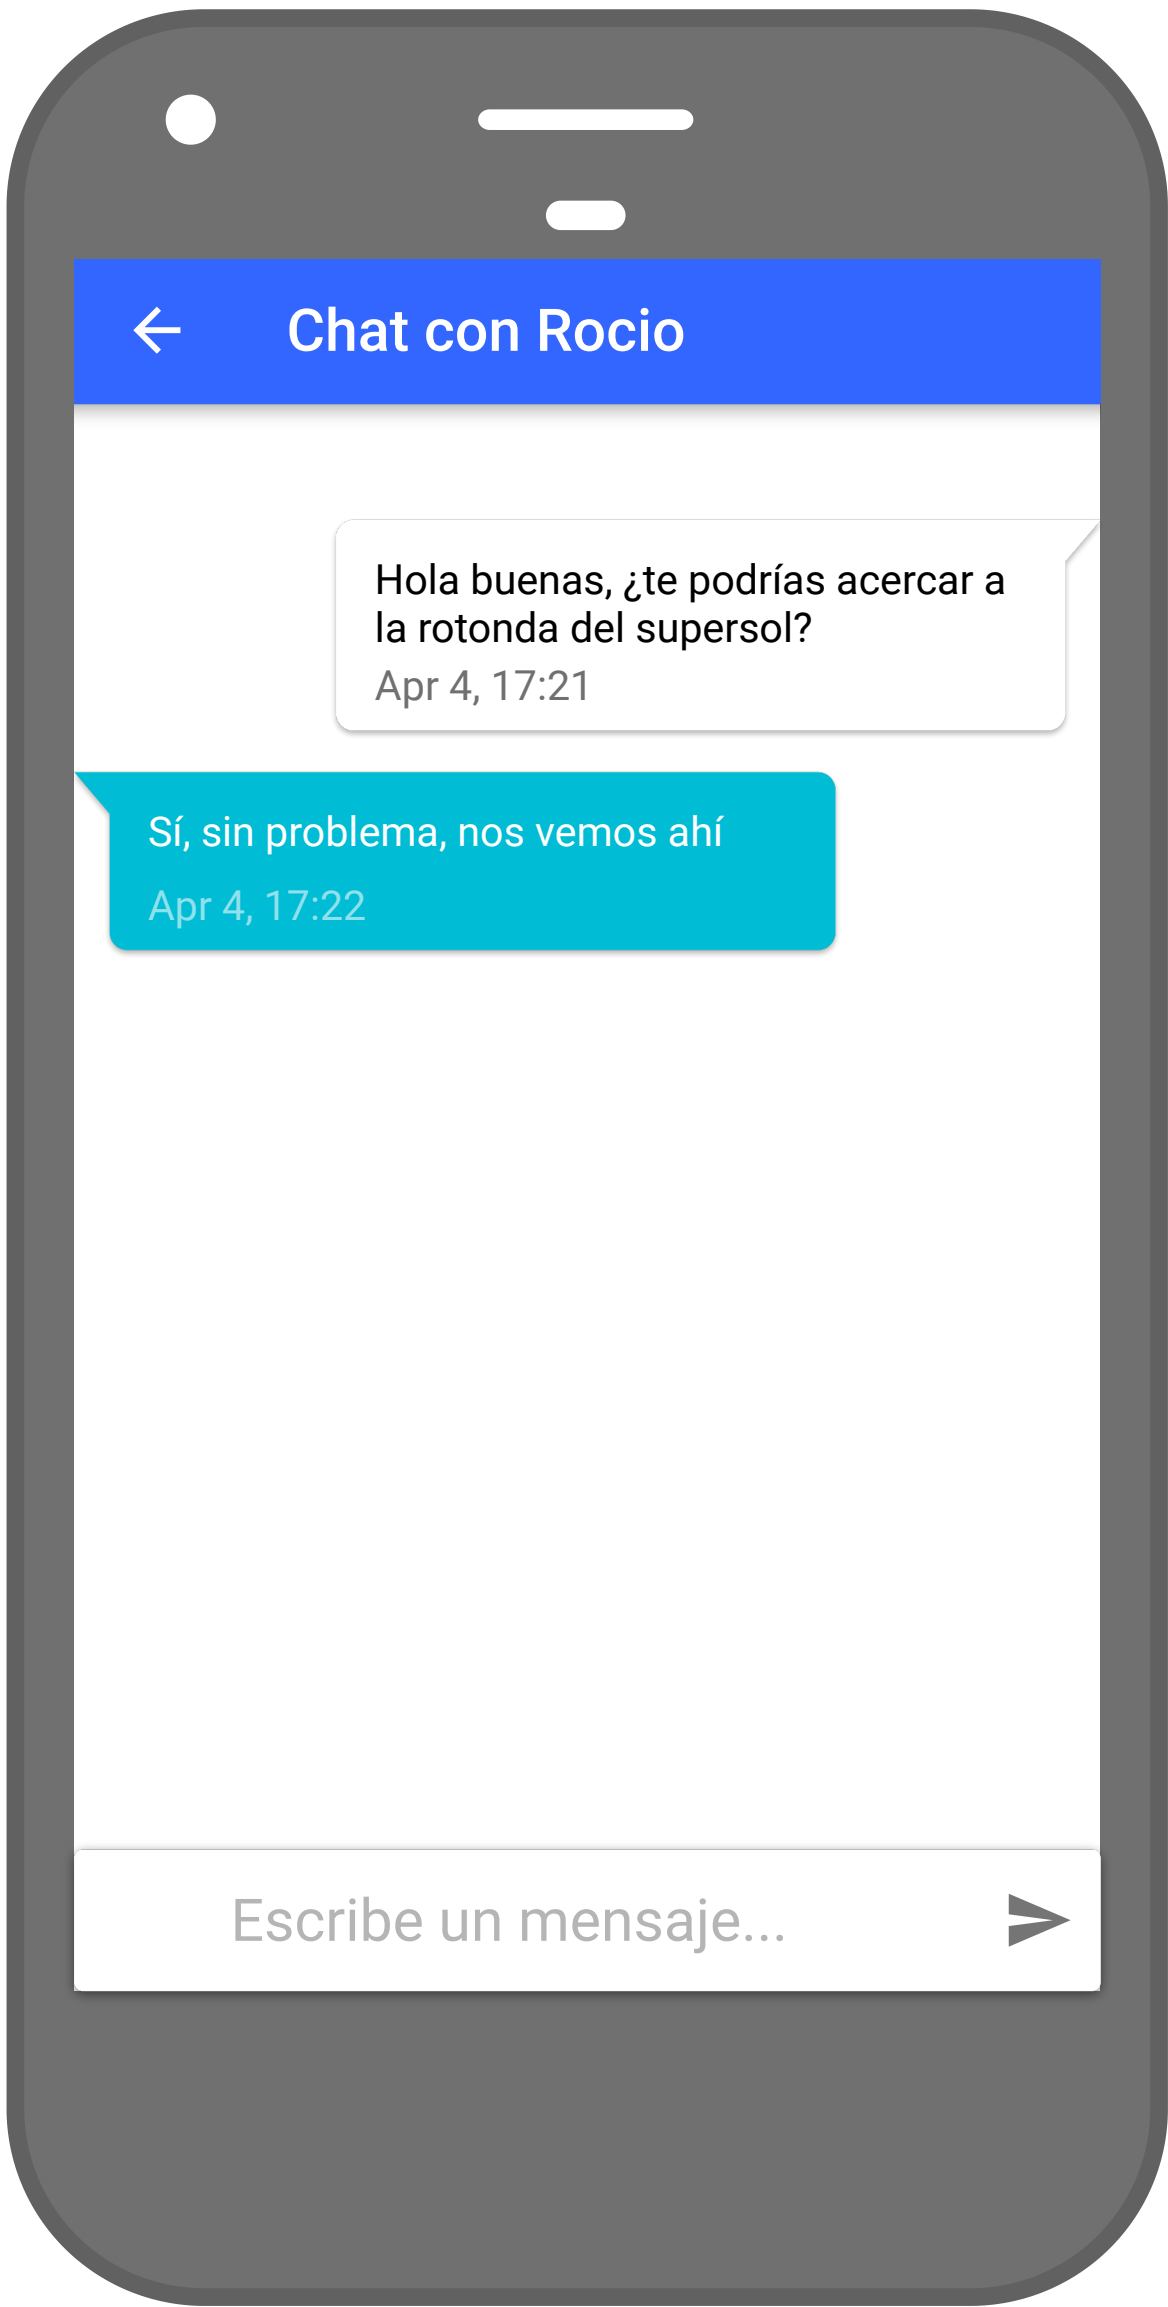 Chat con Rocio
Hola buenas, ¿te podrías acercar a
la rotonda del supersol?
Apr 4, 17:21
Sí, sin problema, nos vemos ahí
Apr 4, 17:22
Escribe un mensaje...